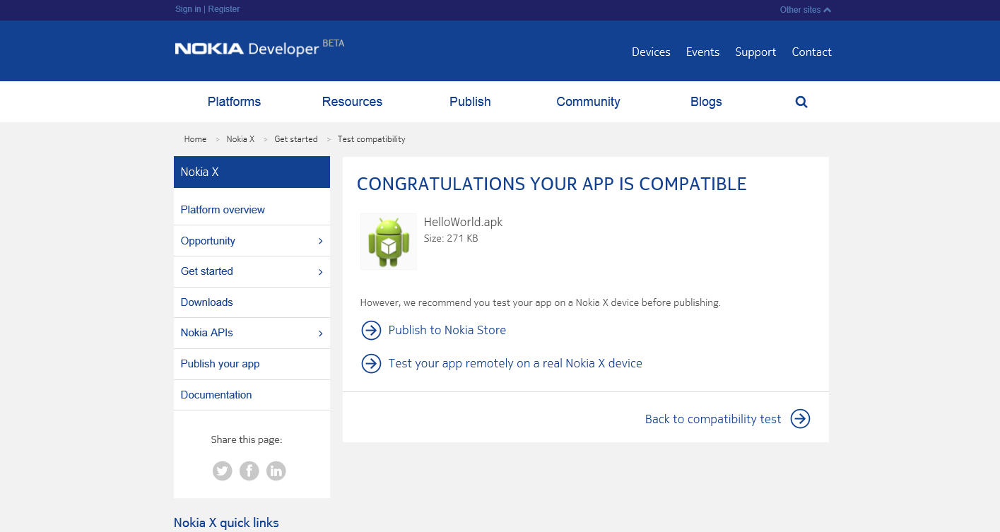 Sign in | Register
Other sites
NOKIA Developer BETA
Devices Events Support Contact
Platforms Resources Publish Community Blogs
Home > Nokia X > Get started > Test compatibility
Nokia X
Platform overview
Opportunity
Get started
Downloads
Nokia APIs
Publish your app
Documentation
Share this page:
Nokia X quick links
CONGRATULATIONS YOUR APP IS COMPATIBLE
HelloWorld.apk
Size: 271 KB
However, we recommend you test your app on a Nokia X device before publishing.
Publish to Nokia Store
Test your app remotely on a real Nokia X device
Back to compatibility test